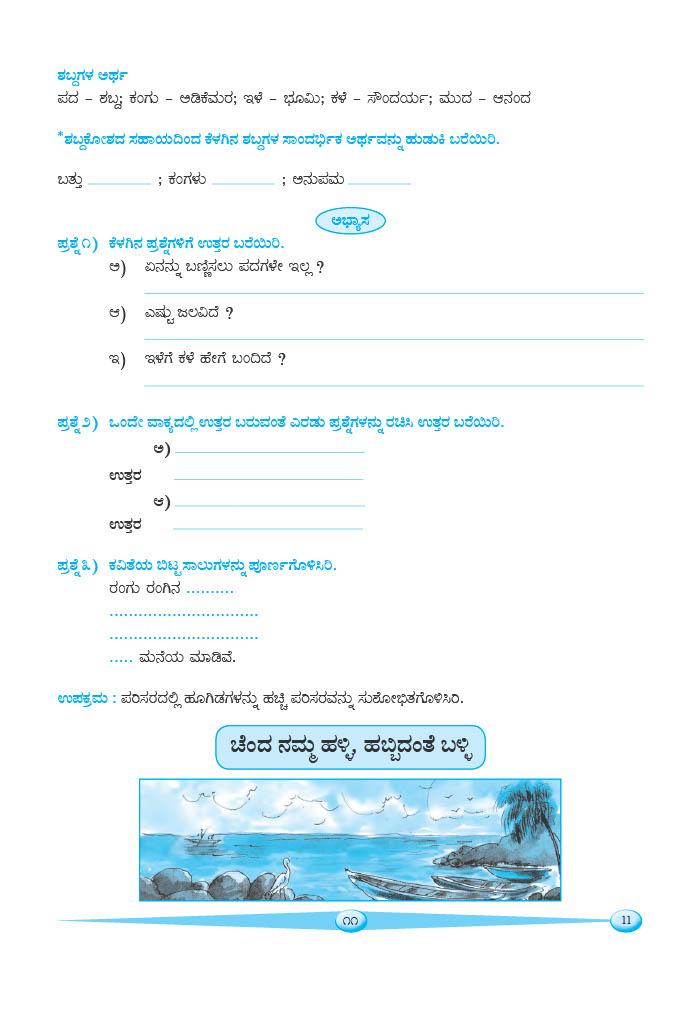 ಶಬ್ದಗಳ ಅರ್ಥ
ಪದ – ಶಬ್ದ; ಕಂಗು – ಅಡಿಕೆಮರ; ಇಳೆ – ಭೂಮಿ; ಕಳೆ – ಸೌಂದರ್ಯ; ಮುದ – ಆನಂದ
*ಶಬ್ದಕೋಶದ ಸಹಾಯದಿಂದ ಕೆಳಗಿನ ಶಬ್ದಗಳ ಸಾಂದರ್ಭಿಕ ಅರ್ಥವನ್ನು ಹುಡುಕಿ ಬರೆಯಿರಿ.
ಬತ್ತು ________ ; ಕಂಗಳು ________ ; ಅನುಪಮ ________
ಅಭ್ಯಾಸ
ಪ್ರಶ್ನೆ ೧) ಕೆಳಗಿನ ಪ್ರಶ್ನೆಗಳಿಗೆ ಉತ್ತರ ಬರೆಯಿರಿ.
ಅ) ಏನನ್ನು ಬಣ್ಣಿಸಲು ಪದಗಳೇ ಇಲ್ಲ ?
ಆ) ಎಷ್ಟು ಜಲವಿದೆ ?
ಇ) ಇಳೆಗೆ ಕಳೆ ಹೇಗೆ ಬಂದಿದೆ ?
ಪ್ರಶ್ನೆ ೨) ಒಂದೇ ವಾಕ್ಯದಲ್ಲಿ ಉತ್ತರ ಬರುವಂತೆ ಎರಡು ಪ್ರಶ್ನೆಗಳನ್ನು ರಚಿಸಿ ಉತ್ತರ ಬರೆಯಿರಿ.
ಅ) ________
ಉತ್ತರ ________
ಆ) ________
ಉತ್ತರ ________
ಪ್ರಶ್ನೆ ೩) ಕವಿತೆಯ ಬಿಟ್ಟ ಸಾಲುಗಳನ್ನು ಪೂರ್ಣಗೊಳಿಸಿರಿ.
ರಂಗು ರಂಗಿನ ..........
...............................
...............................
..... ಮನೆಯ ಮಾಡಿವೆ.
ಉಪಕ್ರಮ : ಪರಿಸರದಲ್ಲಿ ಹೂಗಿಡಗಳನ್ನು ಹಚ್ಚಿ ಪರಿಸರವನ್ನು ಸುಶೋಭಿತಗೊಳಿಸಿರಿ.
ಚೆಂದ ನಮ್ಮ ಹಳ್ಳಿ, ಹಬ್ಬಿದಂತೆ ಬಳ್ಳಿ
೧೧ 11